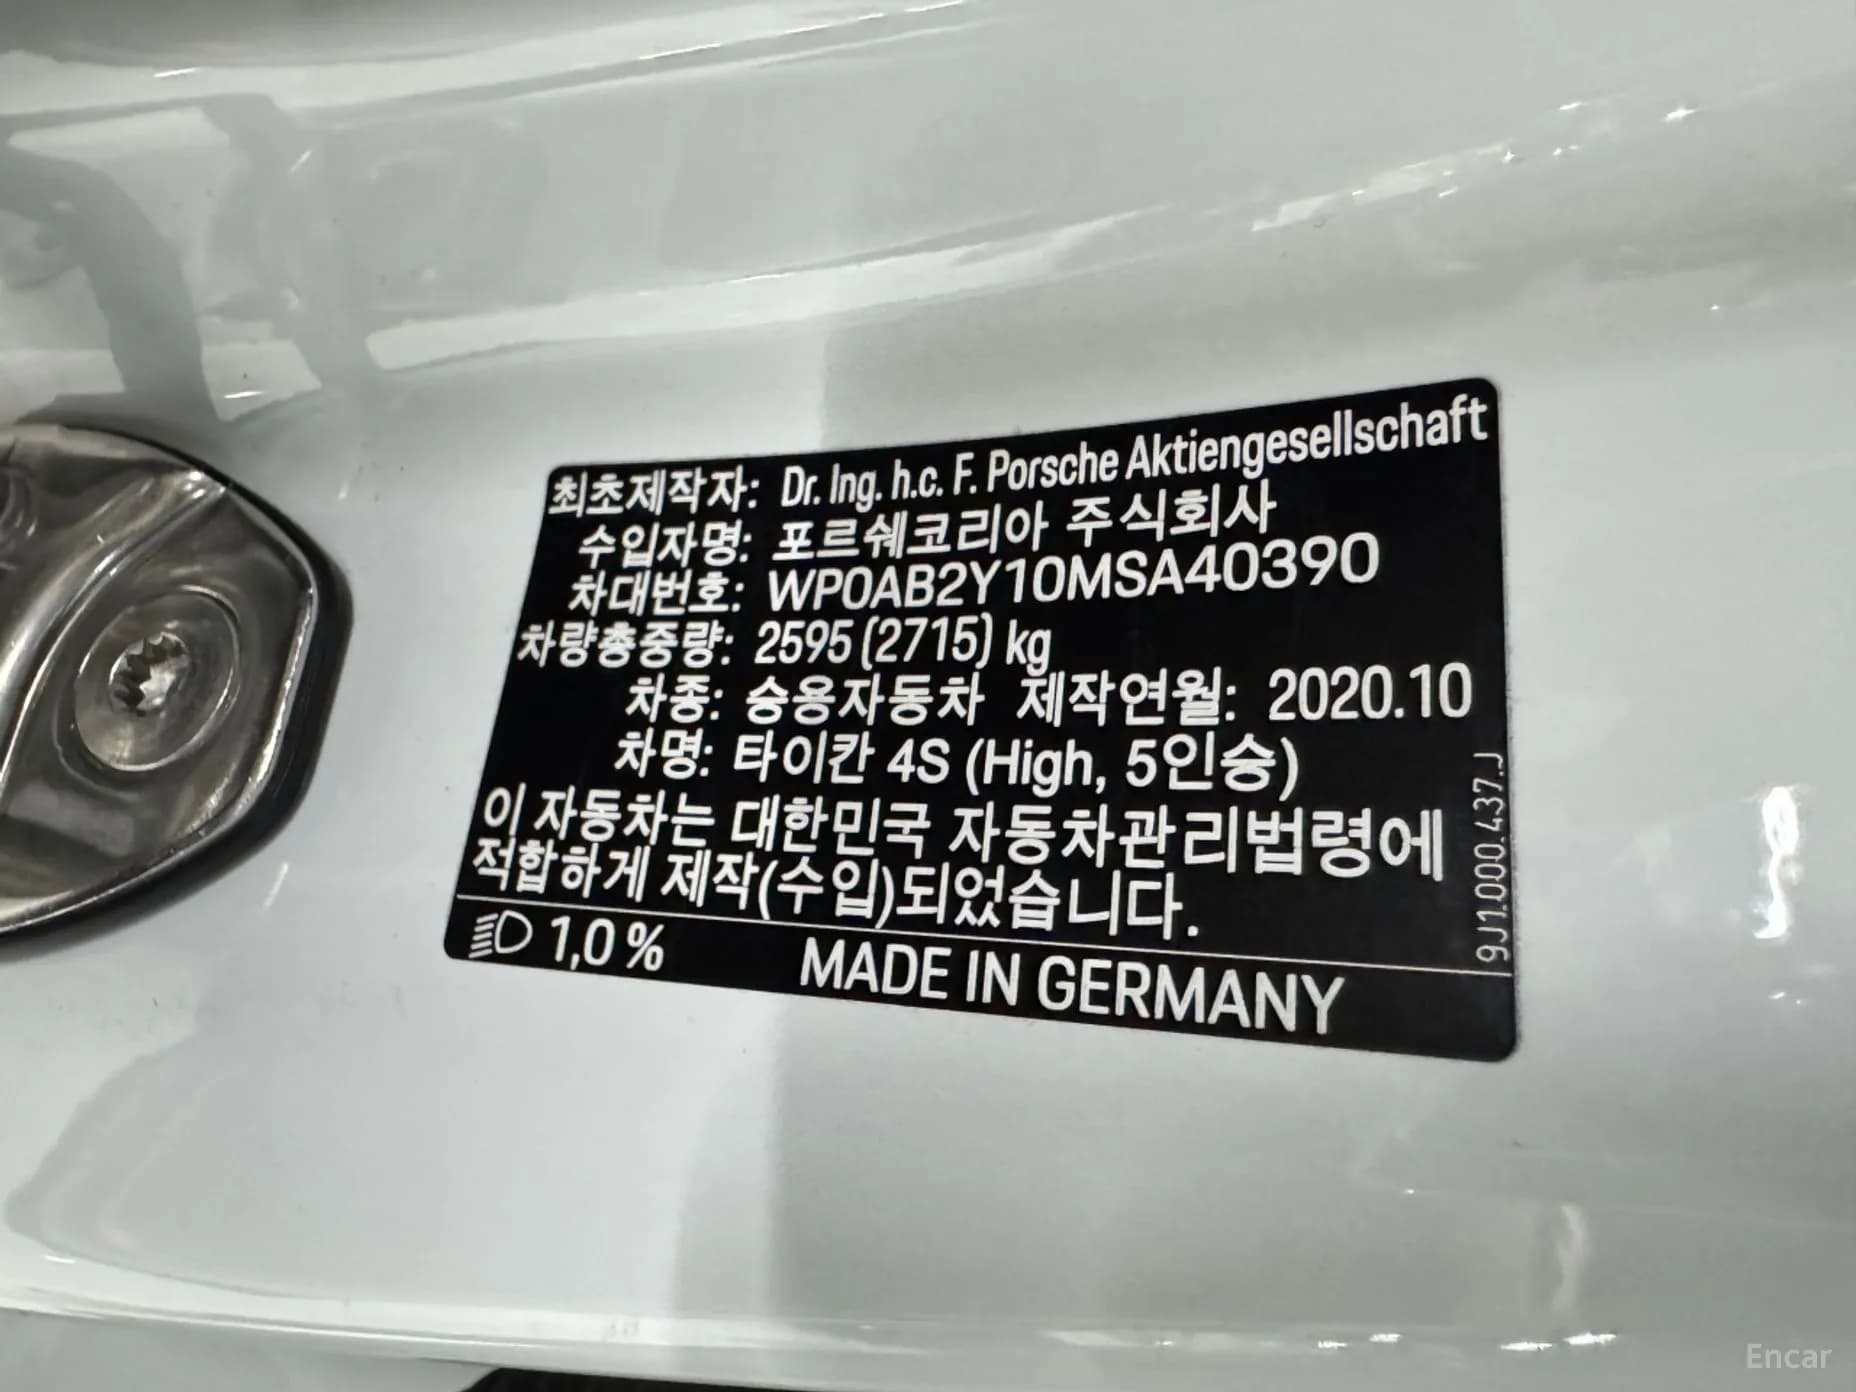 최초제작자: Dr. Ing. h.c. F. Porsche Aktiengesellschaft
수입자명: 포르쉐코리아 주식회사
차대번호: WP0AB2Y10MSA40390
차량총중량: 2595 (2715) kg
차종: 승용자동차 제작연월: 2020.10
차명: 타이칸 4S (High, 5인승)
이 자동차는 대한민국 자동차관리법령에
적합하게 제작(수입)되었습니다.
9J1.000.437.J
1,0 % MADE IN GERMANY
Encar